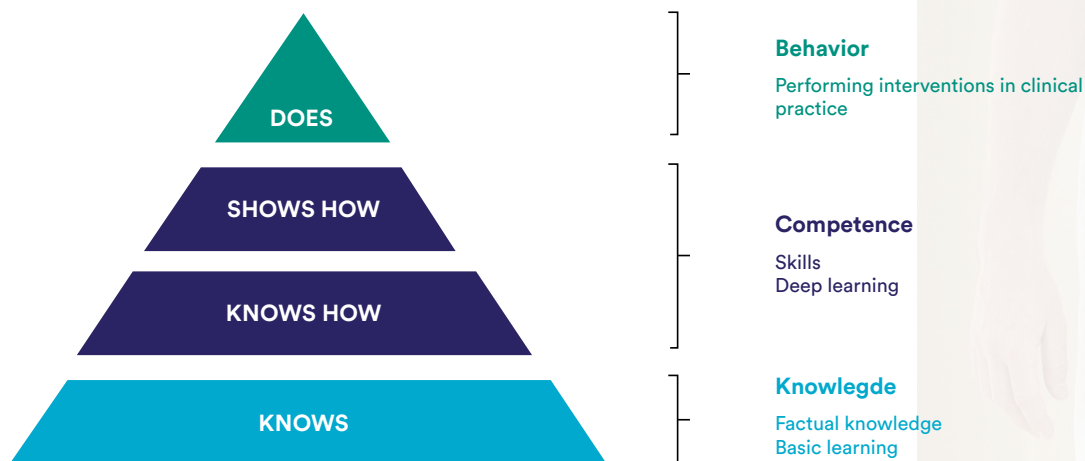 DOES
Behavior
Performing interventions in clinical
practice
SHOWS HOW
KNOWS HOW
Competence
Skills
Deep learning
KNOWS
Knowlegde
Factual knowledge
Basic learning